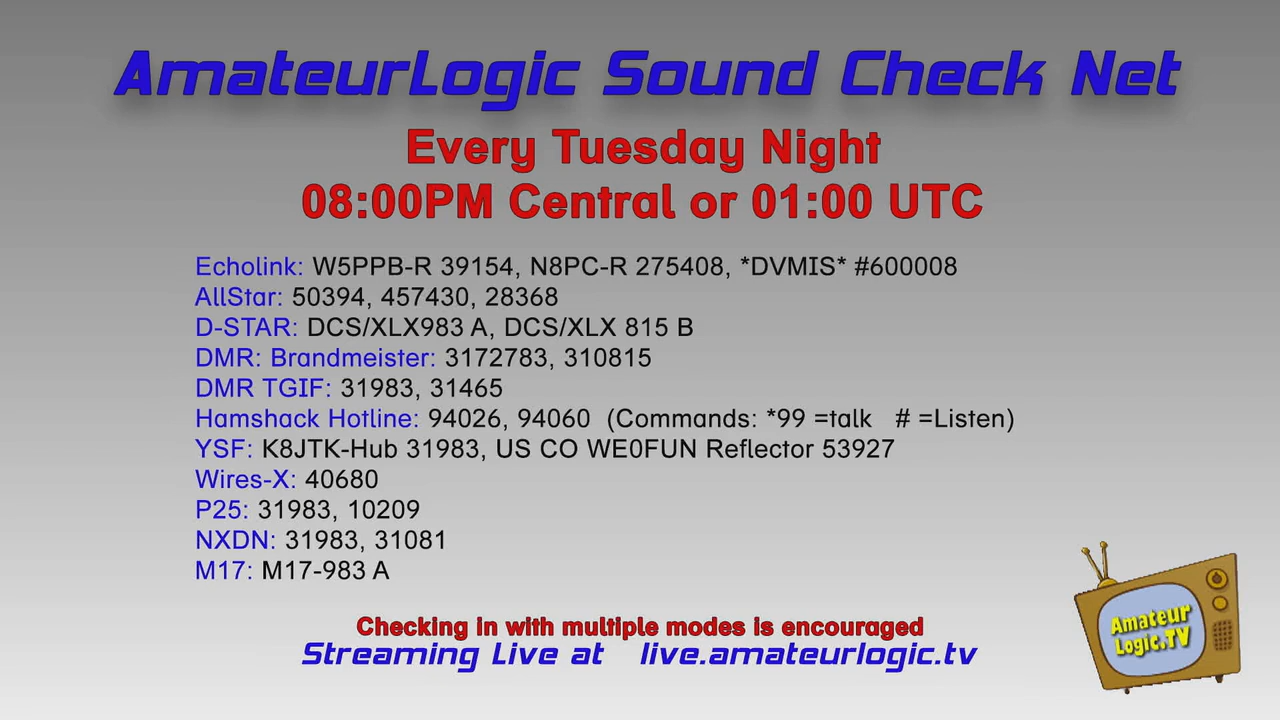 AmateurLogic Sound Check Net
Every Tuesday Night
08:00PM Central or 01:00 UTC
Echolink: W5PPB-R 39154, N8PC-R 275408, *DVMIS* #600008
AllStar: 50394, 457430, 28368
D-STAR: DCS/XLX983 A, DCS/XLX 815 B
DMR: Brandmeister: 3172783, 310815
DMR TGIF: 31983, 31465
Hamshack Hotline: 94026, 94060 (Commands: *99 =talk # =Listen)
YSF: K8JTK-Hub 31983, US CO WE0FUN Reflector 53927
Wires-X: 40680
P25: 31983, 10209
NXDN: 31983, 31081
M17: M17-983 A
Checking in with multiple modes is encouraged
Streaming Live at live.amateurlogic.tv
Amateur
Logic.TV